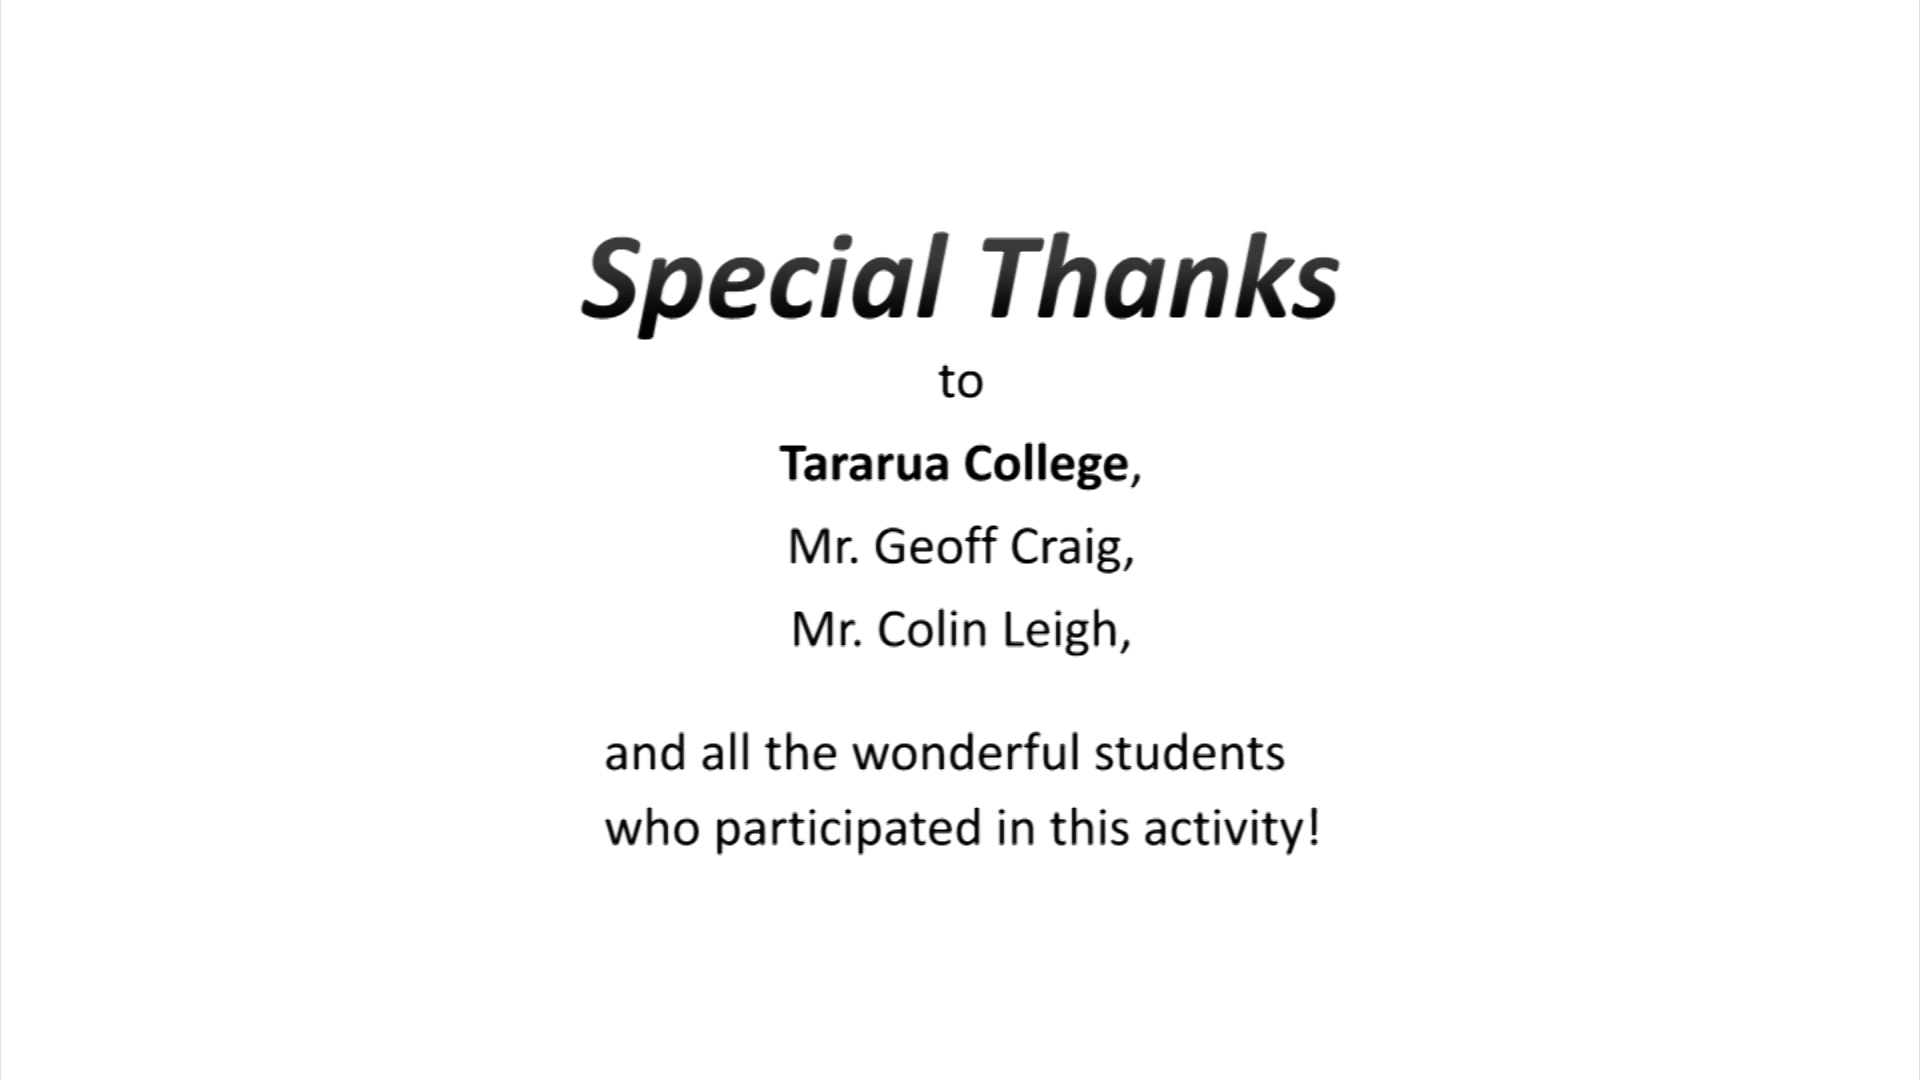 Special Thanks
to
Tararua College,
Mr. Geoff Craig,
Mr. Colin Leigh,
and all the wonderful students
who participated in this activity!